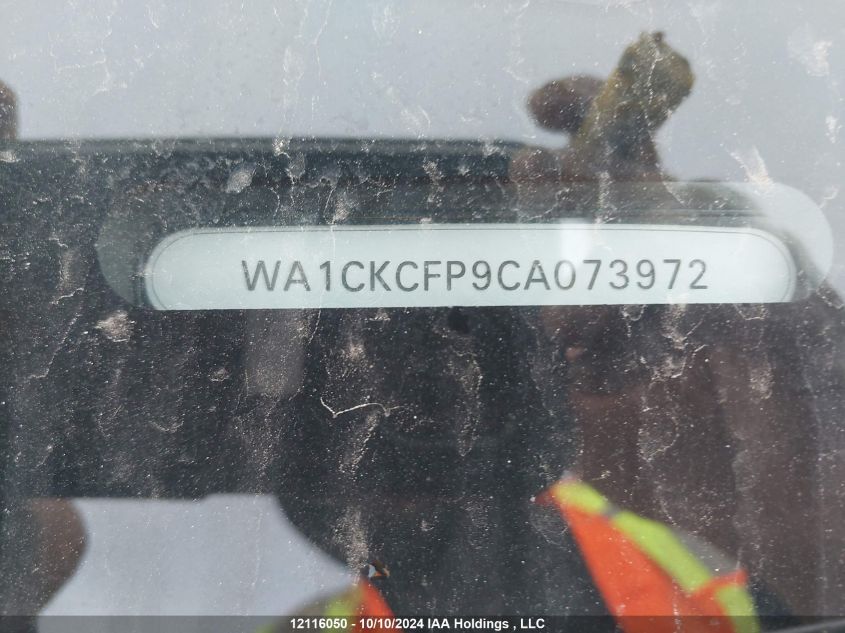 WA1CKCFP9CA073972
12116050 - 10/10/2024 IAA Holdings , LLC